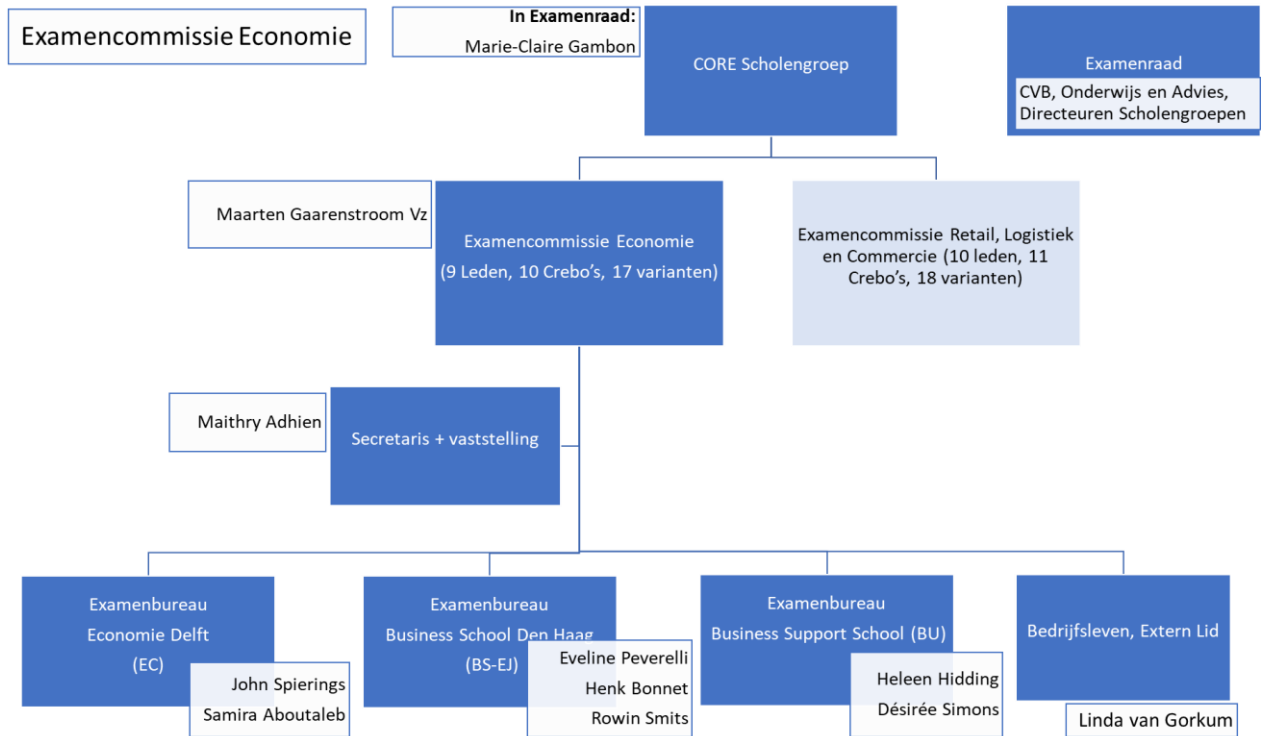 Examencommissie Economie
In Examenraad:
Marie-Claire Gambon
CORE Scholengroep
Examenraad
CVB, Onderwijs en Advies,
Directeuren Scholengroepen
Maarten Gaarenstroom Vz
Examencommissie Economie
(9 Leden, 10 Crebo’s, 17 varianten)
Examencommissie Retail, Logistiek
en Commercie (10 leden, 11
Crebo’s, 18 varianten)
Maithry Adhien
Secretaris + vaststelling
Examenbureau
Economie Delft
(EC)
John Spierings
Samira Aboutaleb
Examenbureau
Business School Den Haag
(BS-EJ)
Eveline Peverelli
Henk Bonnet
Rowin Smits
Examenbureau
Business Support School (BU)
Heleen Hidding
Désirée Simons
Bedrijfsleven, Extern Lid
Linda van Gorkum